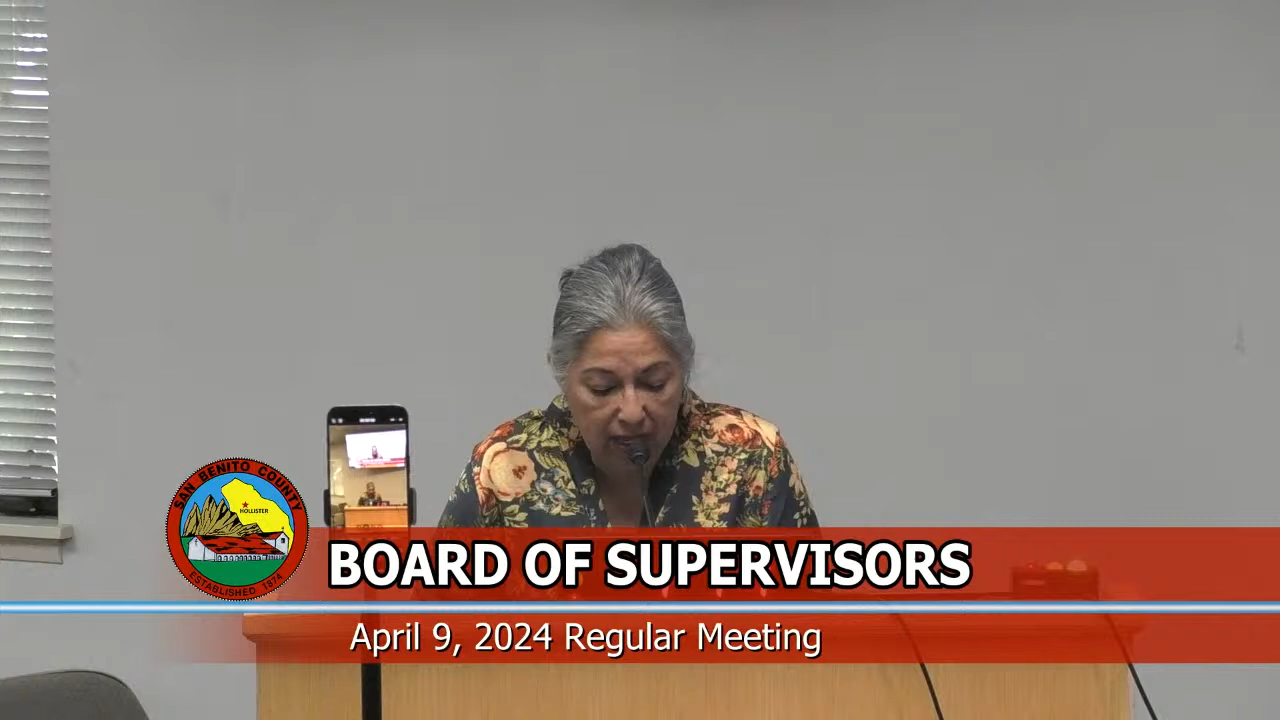 SAN BENITO COUNTY
HOLLISTER
ESTABLISHED 1874
BOARD OF SUPERVISORS
April 9, 2024 Regular Meeting